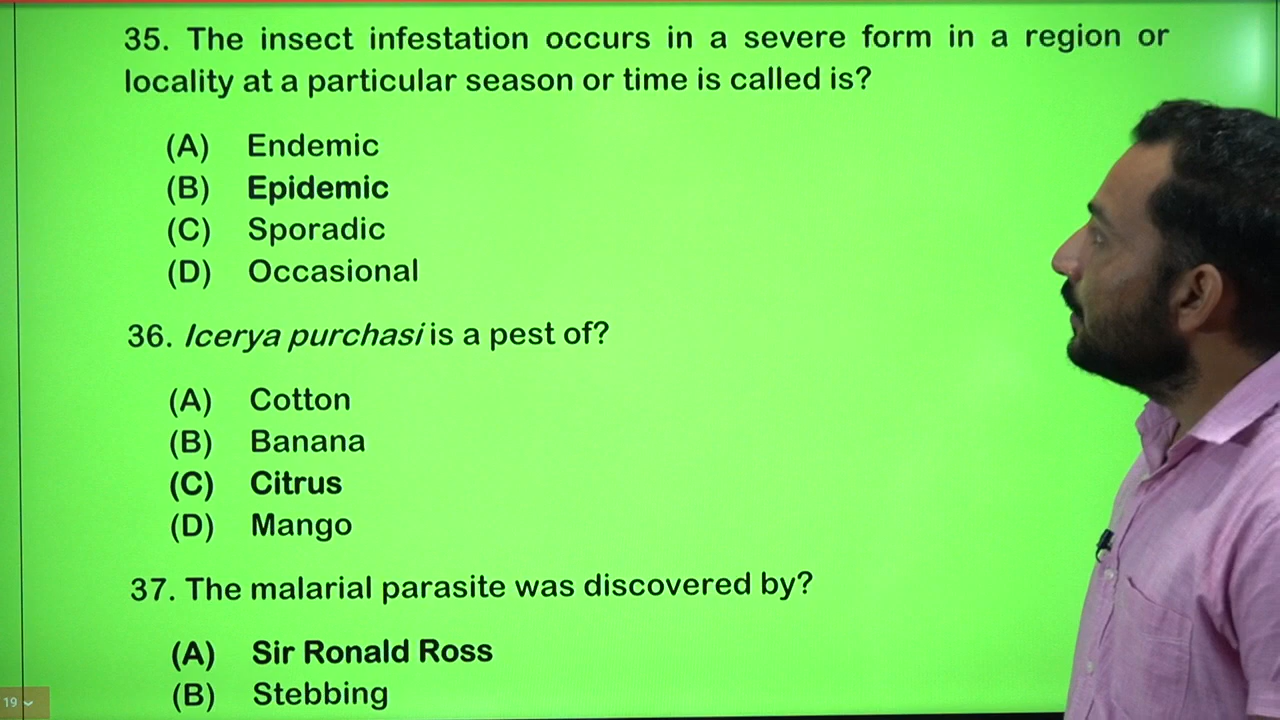 35. The insect infestation occurs in a severe form in a region or
locality at a particular season or time is called is?
(A) Endemic
(B) Epidemic
(C) Sporadic
(D) Occasional
36. Icerya purchasi is a pest of?
(A) Cotton
(B) Banana
(C) Citrus
(D) Mango
37. The malarial parasite was discovered by?
(A) Sir Ronald Ross
(B) Stebbing
19